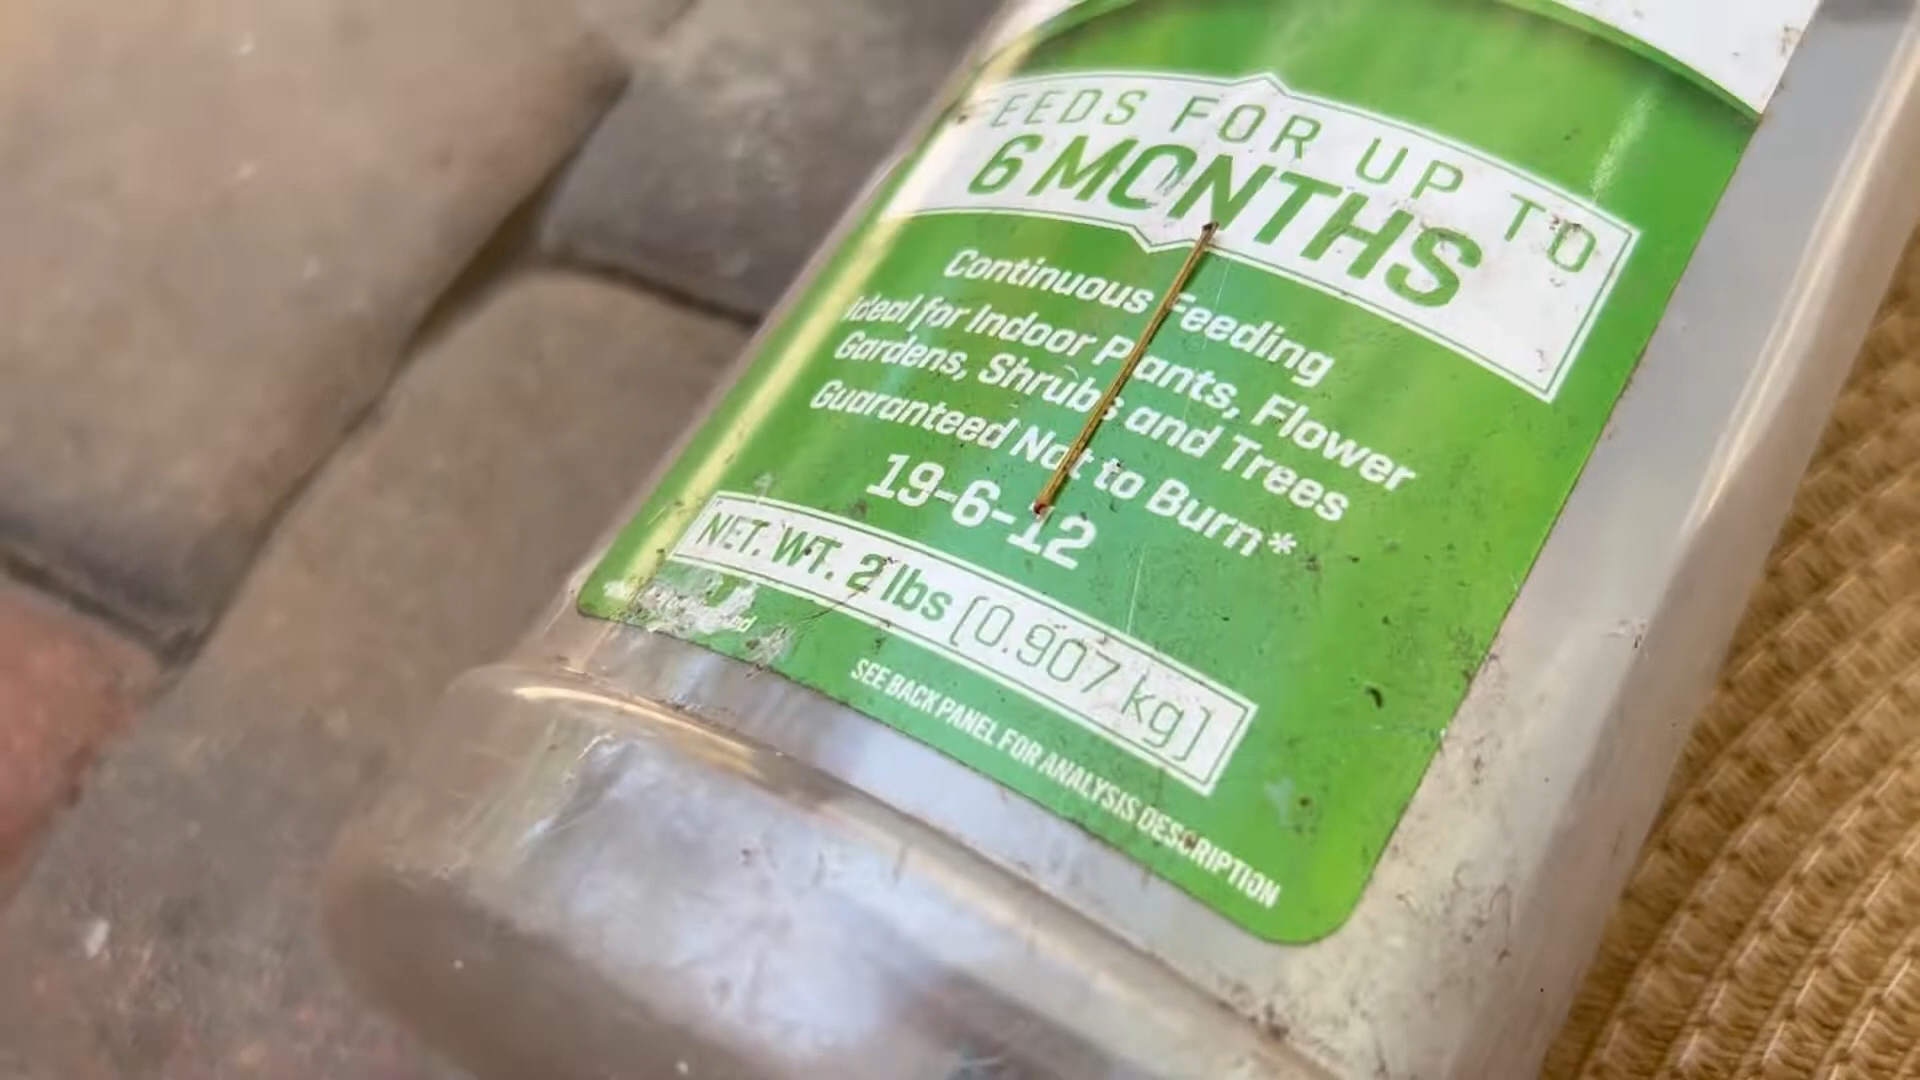 FEEDS FOR UP TO
6 MONTHS
Continuous Feeding
Ideal for Indoor Plants, Flower
Gardens, Shrubs and Trees
Guaranteed Not to Burn*
19-6-12
NET. WT. 2 lbs [0.907 kg]
SEE BACK PANEL FOR ANALYSIS DESCRIPTION